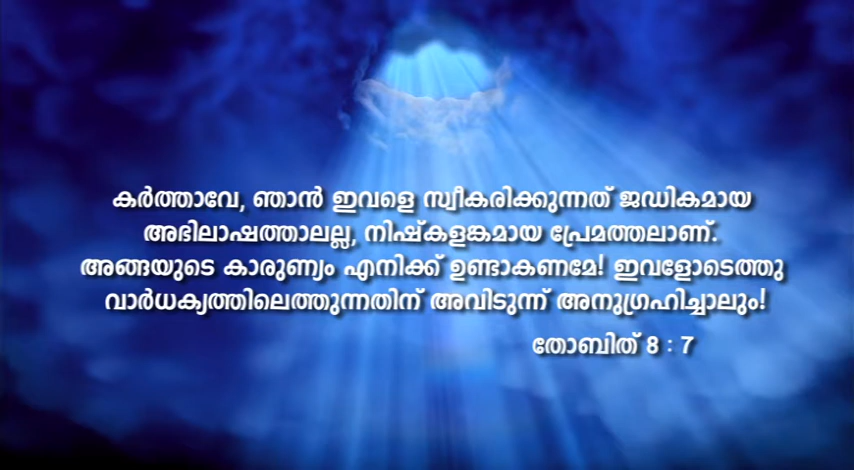 കർത്താവേ, ഞാൻ ഇവളെ സ്വീകരിക്കുന്നത് ജഡികമായ
അഭിലാഷത്താലല്ല, നിഷ്കളങ്കമായ പ്രേമത്തലാണ്.
അങ്ങയുടെ കാരുണ്യം എനിക്ക് ഉണ്ടാകണമേ! ഇവളോടെത്തു
വാർധക്യത്തിലെത്തുന്നതിന് അവിടുന്ന് അനുഗ്രഹിച്ചാലും!
തോബിത് 8 : 7